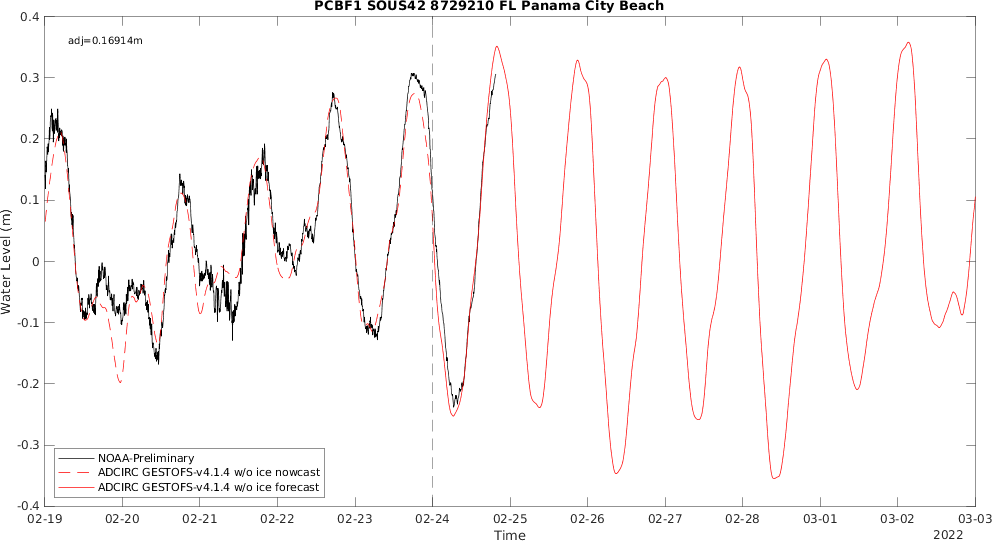 PCBF1 SOUS42 8729210 FL Panama City Beach
adj=0.16914m
0.4
0.3
0.2
0.1
0
-0.1
-0.2
-0.3
-0.4
Water Level (m)
NOAA-Preliminary
ADCIRC GESTOFS-v4.1.4 w/o ice nowcast
ADCIRC GESTOFS-v4.1.4 w/o ice forecast
02-19 02-20 02-21 02-22 02-23 02-24 02-25 02-26 02-27 02-28 03-01 03-02 03-03
Time
2022